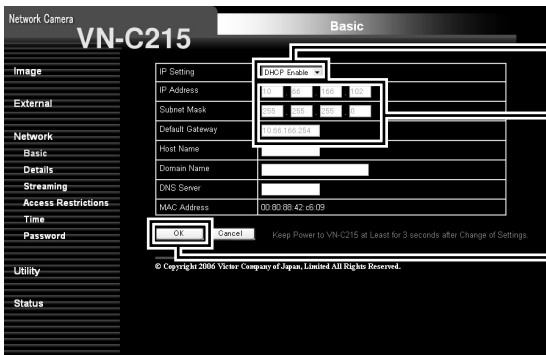 Network Camera
VN-C215
Basic
Image
External
Network
Basic
Details
Streaming
Access Restrictions
Time
Password
Utility
Status
IP Setting DHCP Enable
IP Address 10 . 66 . 166 . 102
Subnet Mask 255 . 255 . 255 . 0
Default Gateway 10.66.166.254
Host Name
Domain Name
DNS Server
MAC Address 00:80:88:42:c6:09
OK Cancel Keep Power to VN-C215 at Least for 3 seconds after Change of Settings.
© Copyright 2006 Victor Company of Japan, Limited All Rights Reserved.